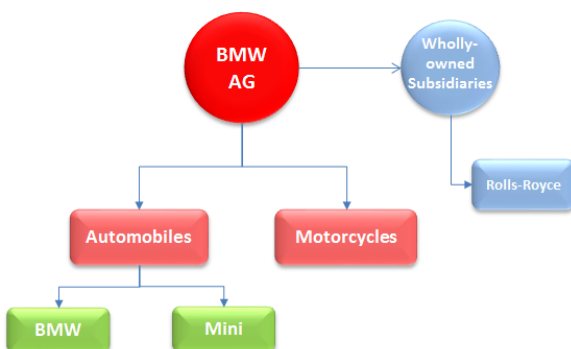 BMW
AG
Wholly-
owned
Subsidiaries
Rolls-Royce
Automobiles
Motorcycles
BMW
Mini